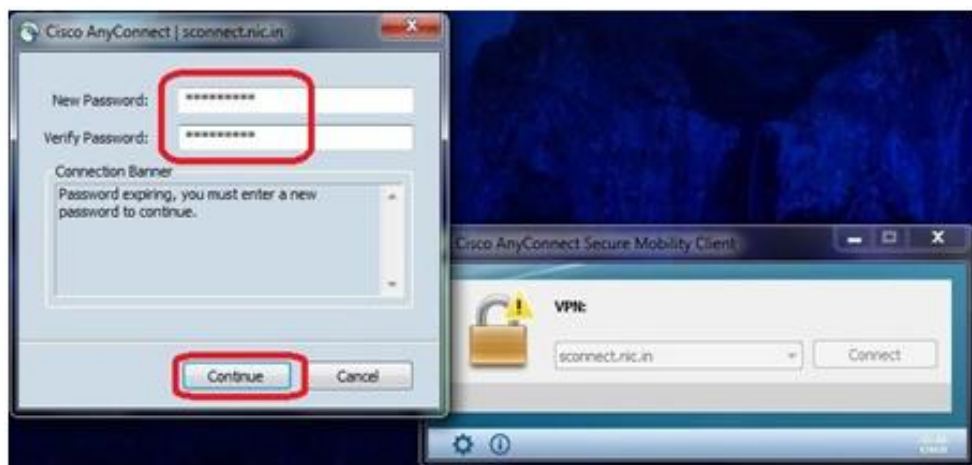 Cisco AnyConnect | sconnect.nic.in
New Password: *********
Verify Password: *********
Connection Banner
Password expiring, you must enter a new
password to continue.
Continue
Cancel
Cisco AnyConnect Secure Mobility Client
VPN:
sconnect.nic.in
Connect